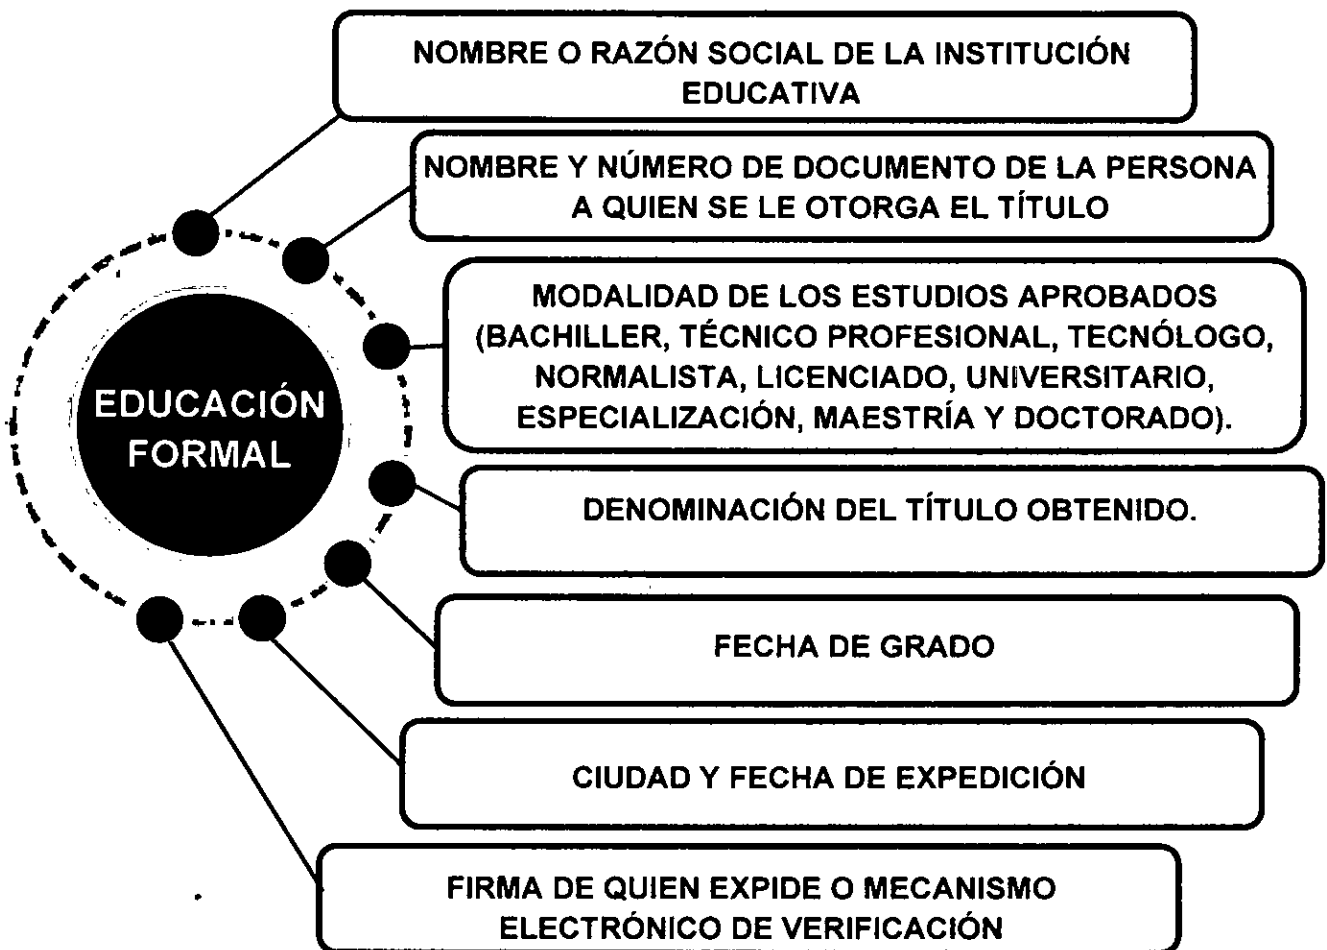 NOMBRE O RAZÓN SOCIAL DE LA INSTITUCIÓN
EDUCATIVA
NOMBRE Y NÚMERO DE DOCUMENTO DE LA PERSONA
A QUIEN SE LE OTORGA EL TÍTULO
MODALIDAD DE LOS ESTUDIOS APROBADOS
(BACHILLER, TÉCNICO PROFESIONAL, TECNÓLOGO,
NORMALISTA, LICENCIADO, UNIVERSITARIO,
ESPECIALIZACIÓN, MAESTRÍA Y DOCTORADO).
EDUCACIÓN
FORMAL
DENOMINACIÓN DEL TÍTULO OBTENIDO.
FECHA DE GRADO
CIUDAD Y FECHA DE EXPEDICIÓN
FIRMA DE QUIEN EXPIDE O MECANISMO
ELECTRÓNICO DE VERIFICACIÓN